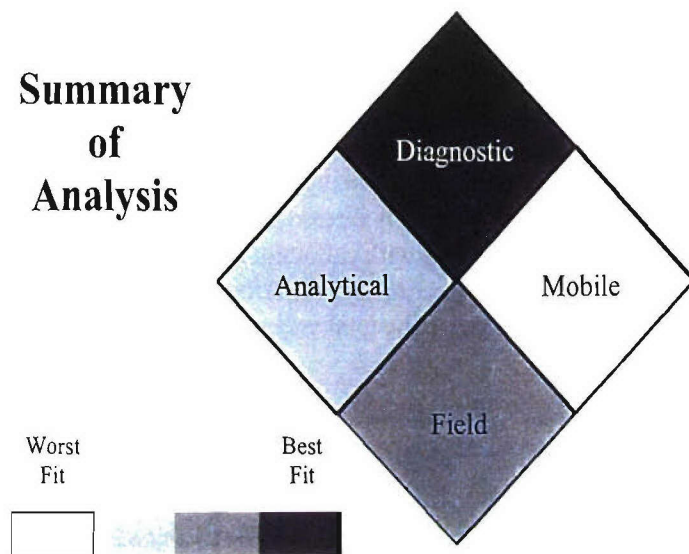 Summary
of
Analysis
Diagnostic
Analytical
Mobile
Field
Worst
Fit
Best
Fit